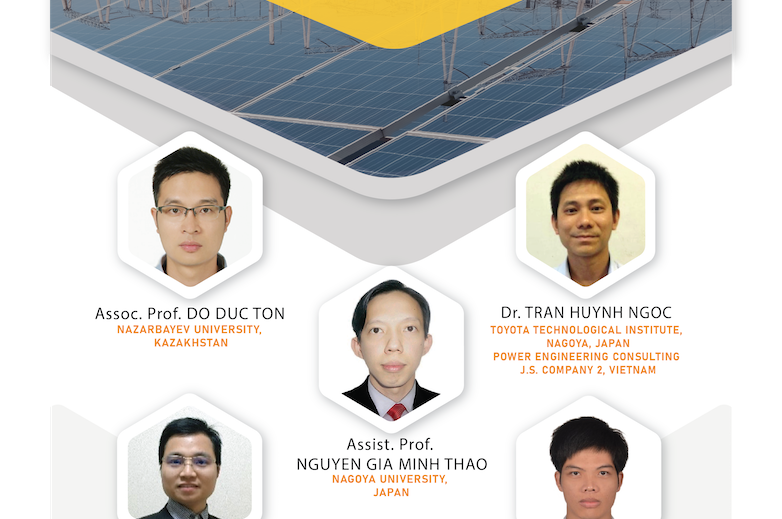 Assoc. Prof. DO DUC TON
NAZARBAYEV UNIVERSITY,
KAZAKHSTAN
Dr. TRAN HUYNH NGOC
TOYOTA TECHNOLOGICAL INSTITUTE,
NAGOYA, JAPAN
POWER ENGINEERING CONSULTING
J.S. COMPANY 2, VIETNAM
Assist. Prof.
NGUYEN GIA MINH THAO
NAGOYA UNIVERSITY,
JAPAN